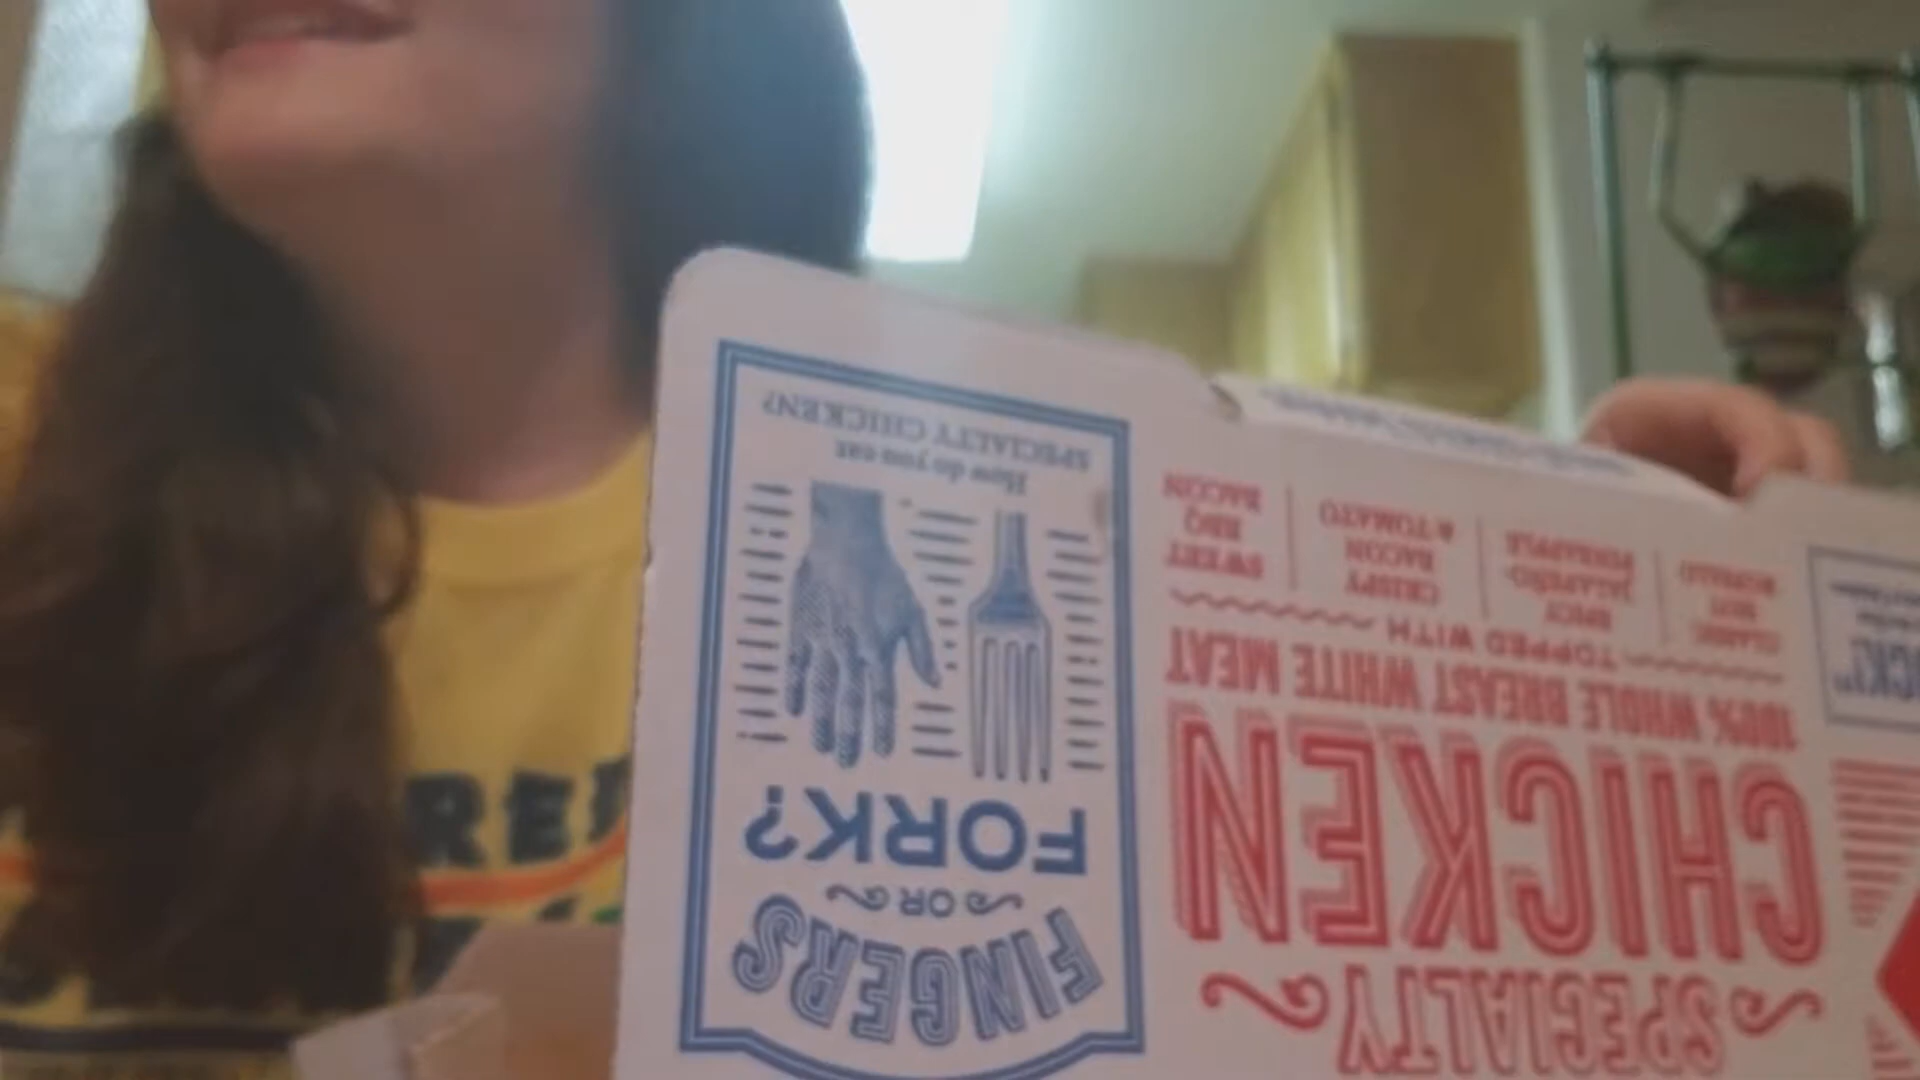 FINGERS
OR
FORK?
How do you eat
SPECIALTY CHICKEN?
SPECIALTY
CHICKEN
100% WHOLE BREAST WHITE MEAT
TOPPED WITH
CLASSIC
HOT
BUFFALO
SPICY
JALAPEÑO-
PINEAPPLE
CRISPY
BACON
& TOMATO
SWEET
BBQ
BACON
RE